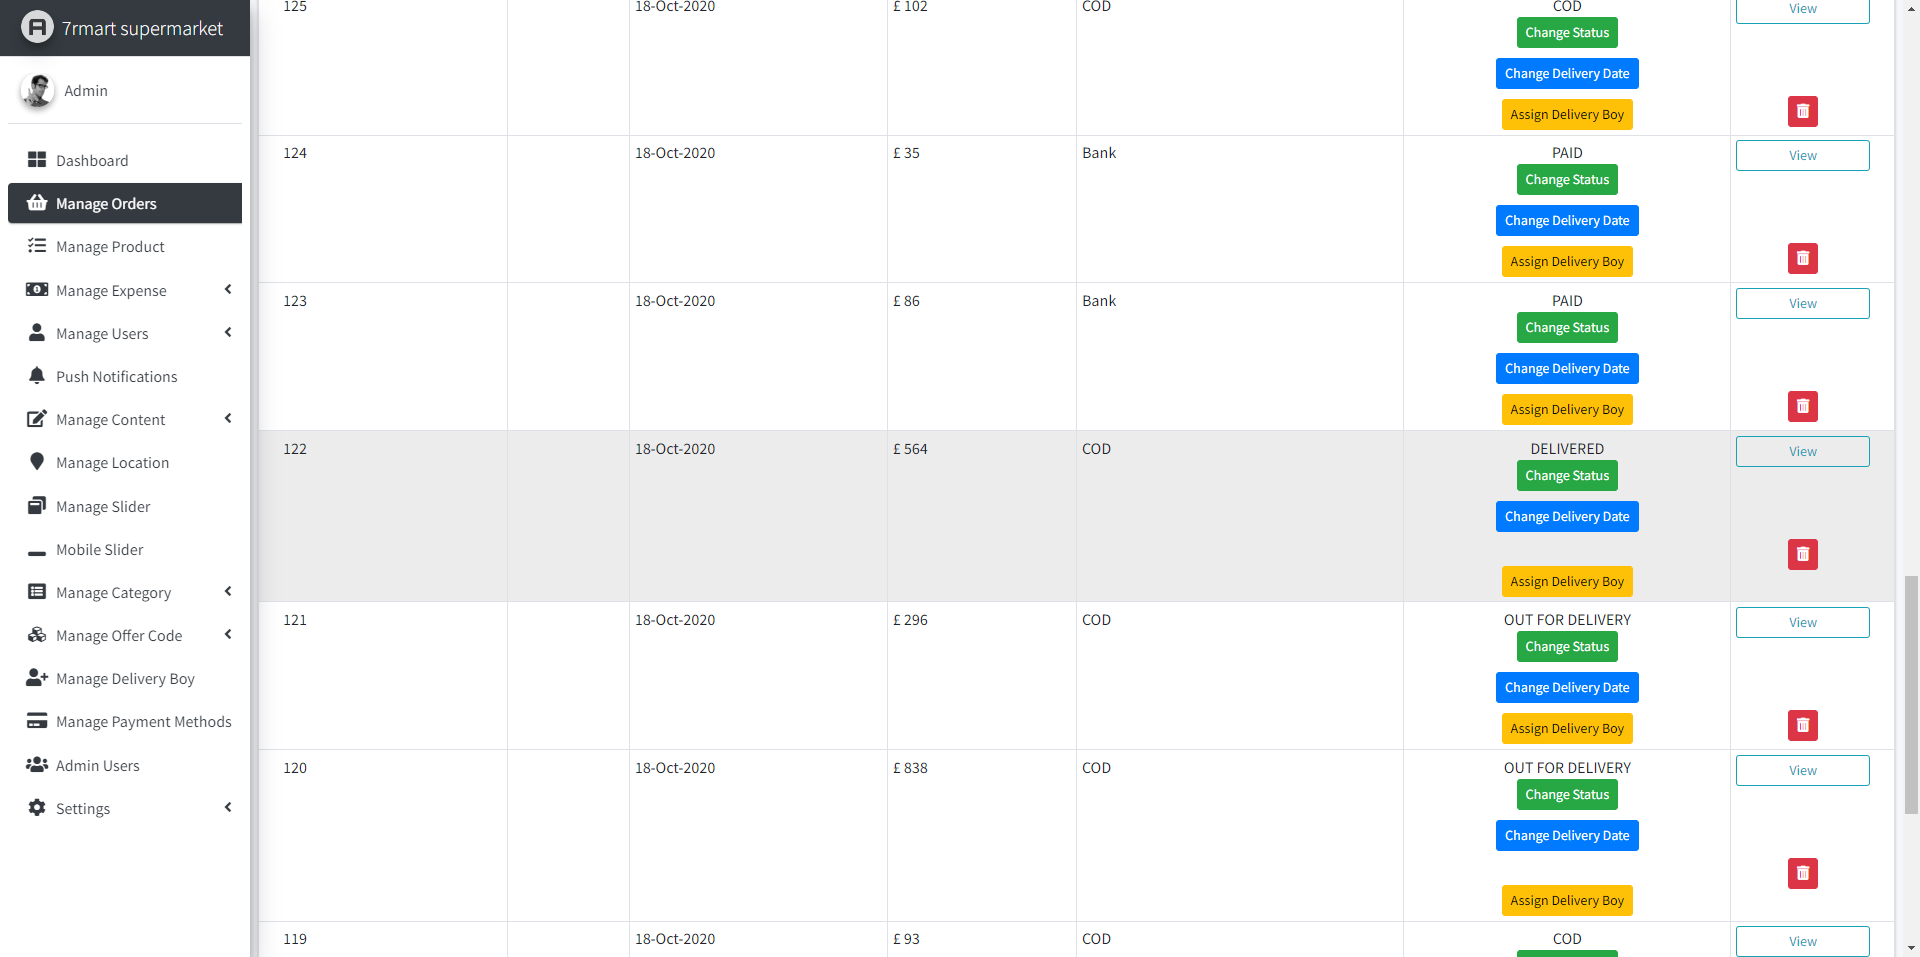 7rmart supermarket
Admin
Dashboard
Manage Orders
Manage Product
Manage Expense
Manage Users
Push Notifications
Manage Content
Manage Location
Manage Slider
Mobile Slider
Manage Category
Manage Offer Code
Manage Delivery Boy
Manage Payment Methods
Admin Users
Settings
125 18-Oct-2020 £ 102 COD COD View
Change Status
Change Delivery Date
Assign Delivery Boy
124 18-Oct-2020 £ 35 Bank PAID View
Change Status
Change Delivery Date
Assign Delivery Boy
123 18-Oct-2020 £ 86 Bank PAID View
Change Status
Change Delivery Date
Assign Delivery Boy
122 18-Oct-2020 £ 564 COD DELIVERED View
Change Status
Change Delivery Date
Assign Delivery Boy
121 18-Oct-2020 £ 296 COD OUT FOR DELIVERY View
Change Status
Change Delivery Date
Assign Delivery Boy
120 18-Oct-2020 £ 838 COD OUT FOR DELIVERY View
Change Status
Change Delivery Date
Assign Delivery Boy
119 18-Oct-2020 £ 93 COD COD View